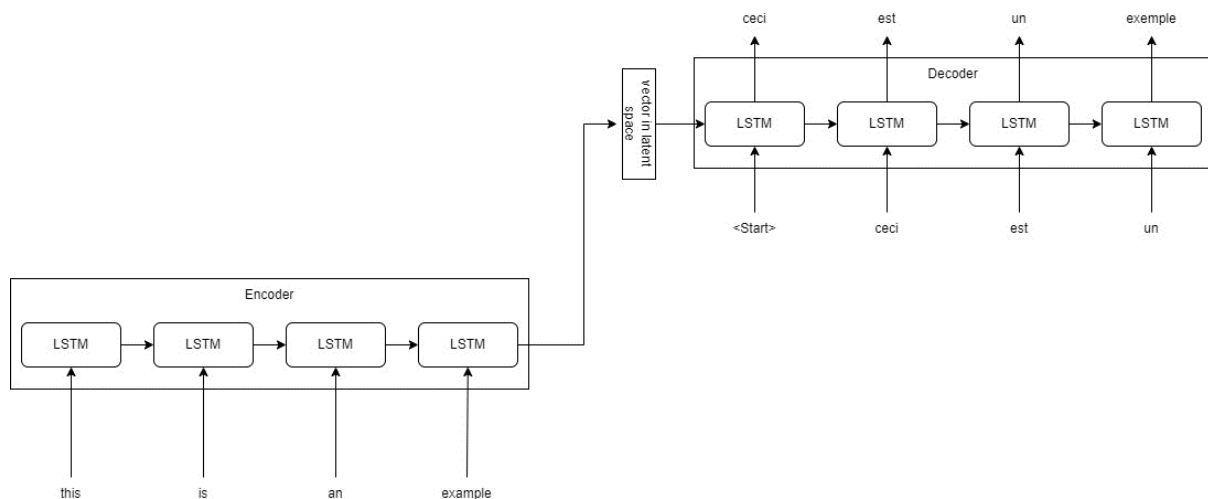 ceci est un exemple
Decoder
vector in latent
space
LSTM LSTM LSTM LSTM
<Start> ceci est un
Encoder
LSTM LSTM LSTM LSTM
this is an example